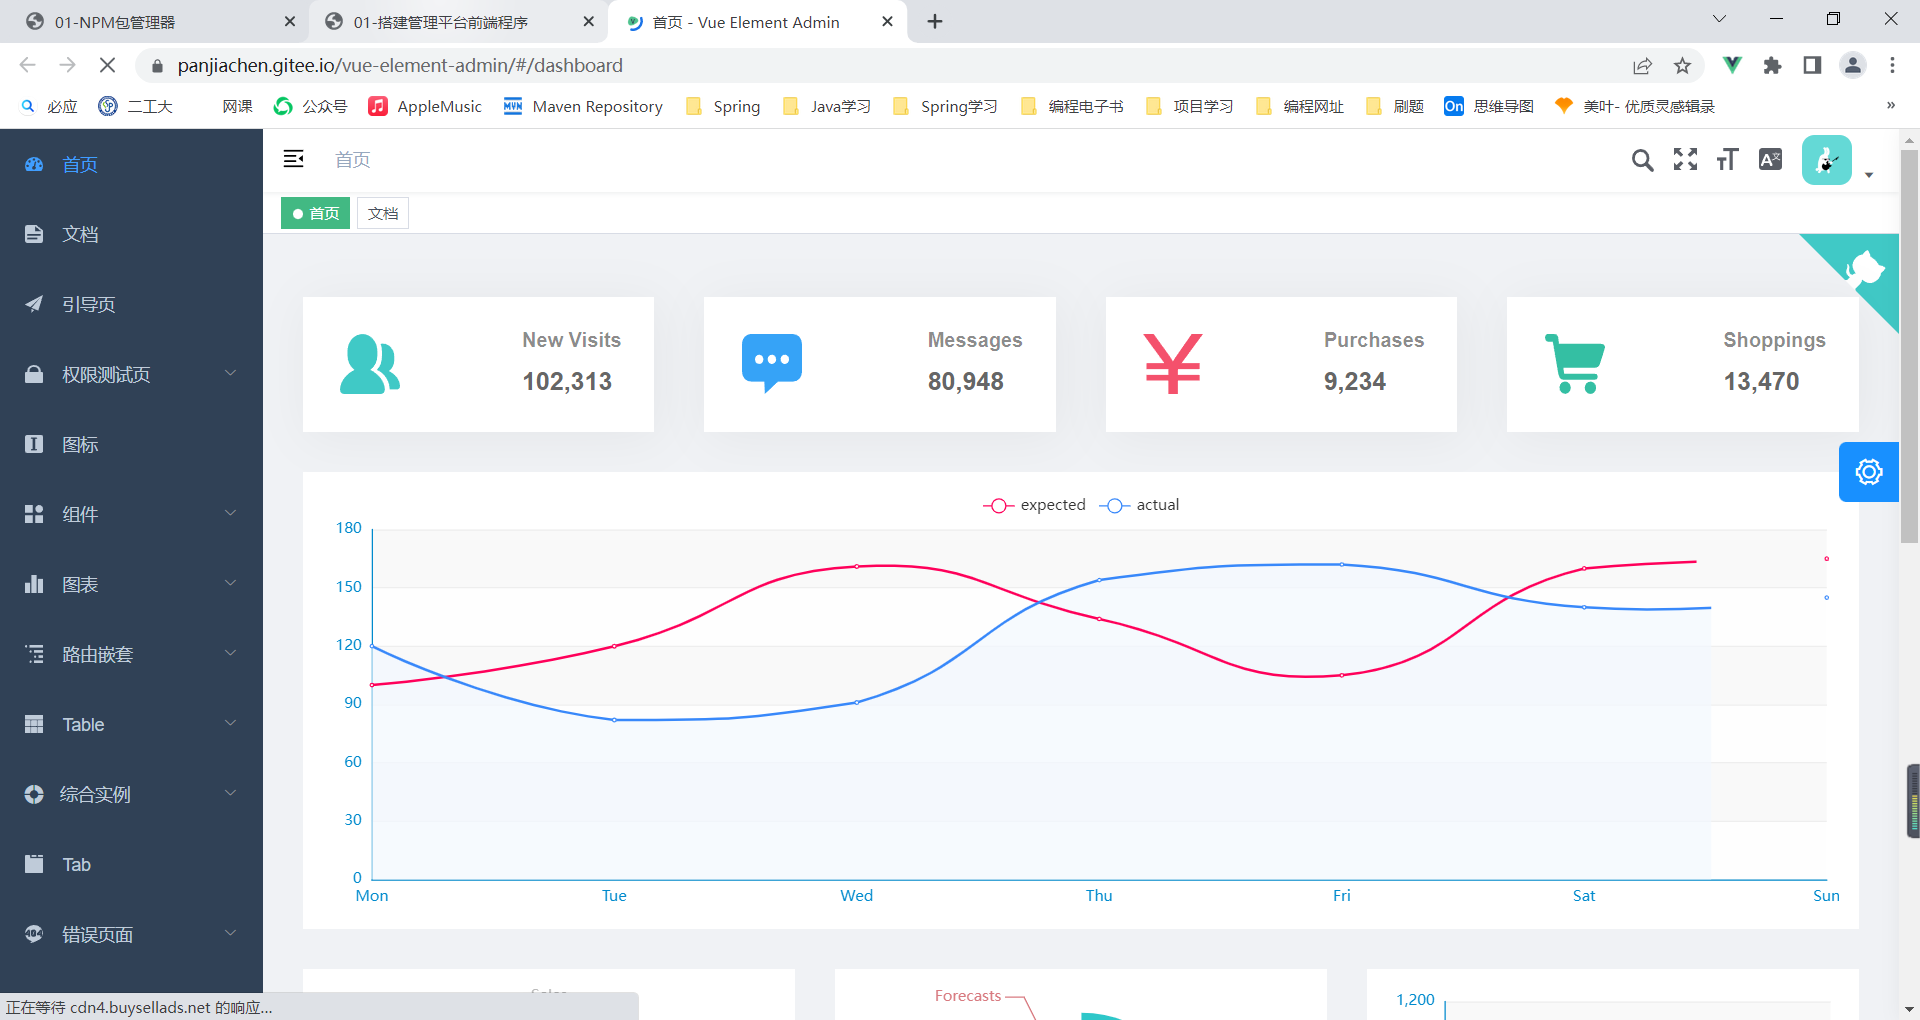 01-NPM包管理器
01-搭建管理平台前端程序
首页 - Vue Element Admin
panjiachen.gitee.io/vue-element-admin/#/dashboard
必应
二工大
网课
公众号
AppleMusic
Maven Repository
Spring
Java学习
Spring学习
编程电子书
项目学习
编程网址
刷题
On 思维导图
美叶- 优质灵感辑录
»
首页
文档
引导页
权限测试页
图标
组件
图表
路由嵌套
Table
综合实例
Tab
404 错误页面
首页
首页
文档
New Visits
102,313
Messages
80,948
Purchases
9,234
Shoppings
13,470
expected
actual
180
150
120
90
60
30
0
Mon
Tue
Wed
Thu
Fri
Sat
Sun
Sales
Forecasts
1,200
正在等待 cdn4.buysellads.net 的响应...